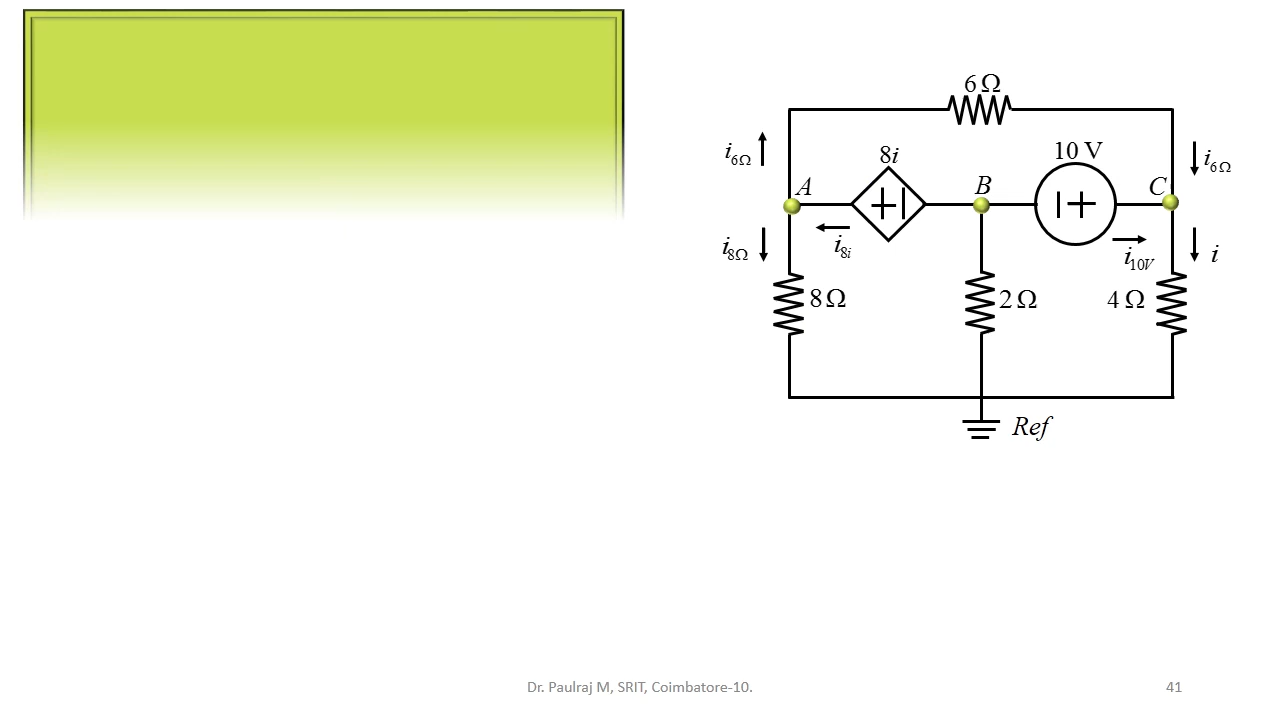 6 Ω
i6Ω
8i
10 V
i6Ω
A
B
C
i8Ω
i8i
i10V
i
8 Ω
2 Ω
4 Ω
Ref
Dr. Paulraj M, SRIT, Coimbatore-10.
41